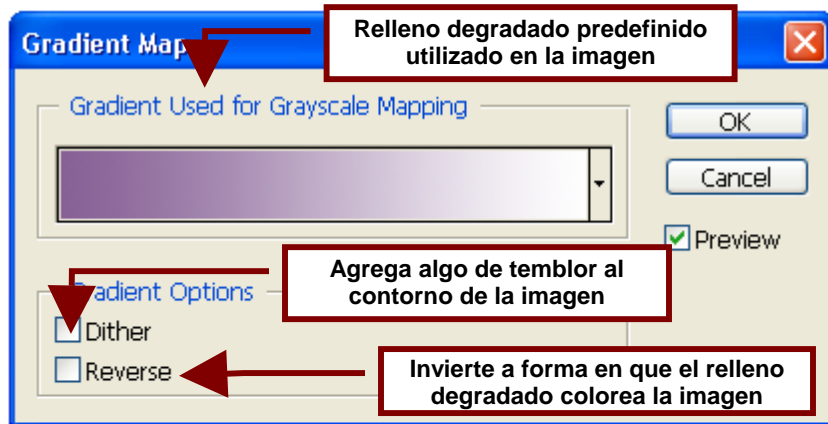 Gradient Map
Relleno degradado predefinido
utilizado en la imagen
Gradient Used for Grayscale Mapping
OK
Cancel
Preview
Agrega algo de temblor al
contorno de la imagen
Gradient Options
Dither
Reverse
Invierte a forma en que el relleno
degradado colorea la imagen